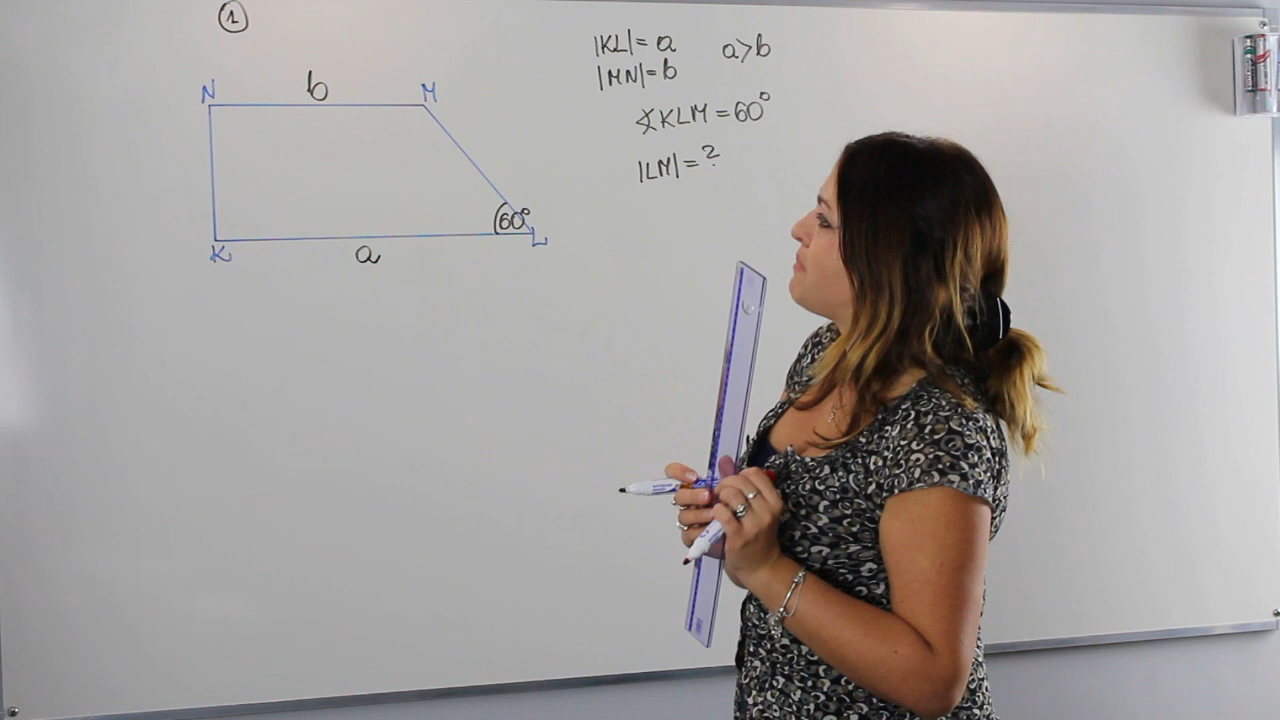 1
N b M
60°
K a L
|KL| = a a>b
|MN| = b
∢KLM = 60°
|LM| = ?